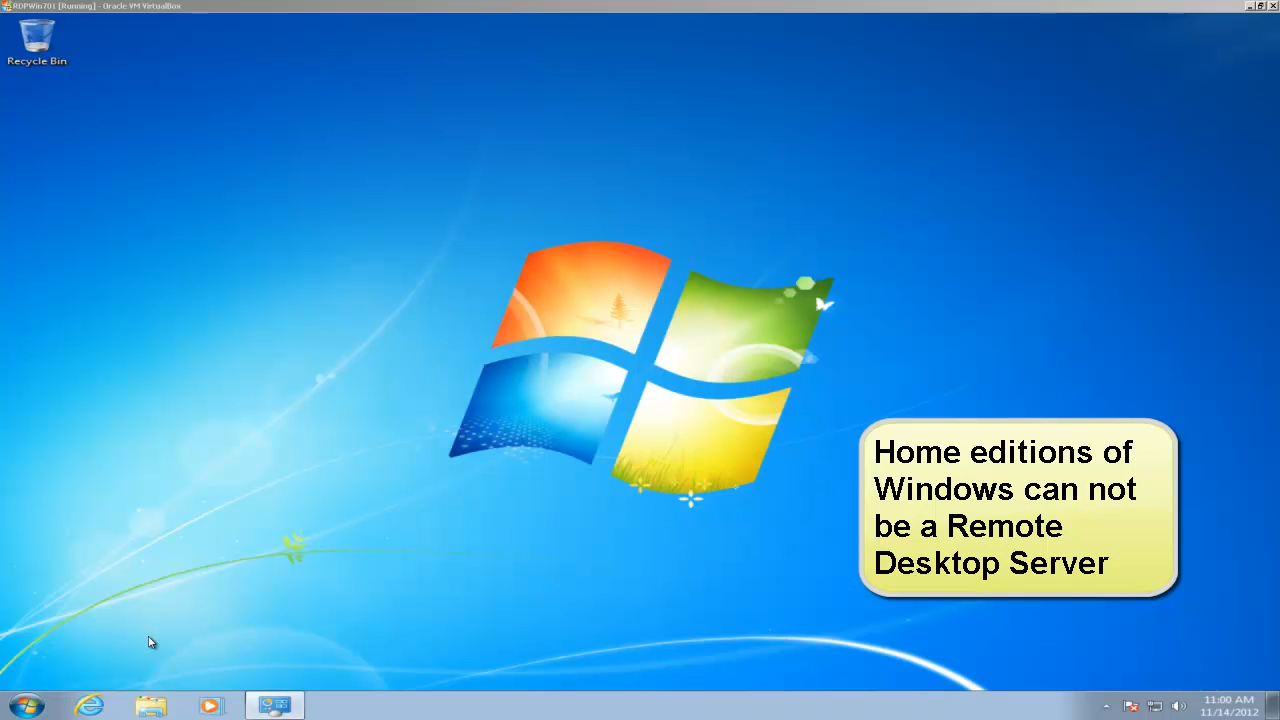 RDPWin701 [Running] - Oracle VM VirtualBox
Recycle Bin
Home editions of
Windows can not
be a Remote
Desktop Server
11:00 AM
11/14/2012